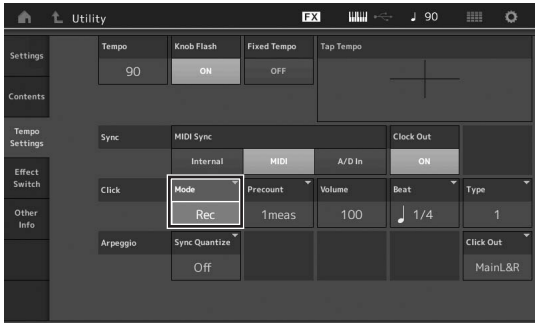 Utility FX 90
Settings
Contents
Tempo Settings
Effect Switch
Other Info
Tempo Knob Flash Fixed Tempo Tap Tempo
90 ON OFF
Sync MIDI Sync Clock Out
Internal MIDI A/D In ON
Click Mode Precount Volume Beat Type
Rec 1meas 100 1/4 1
Arpeggio Sync Quantize Click Out
Off MainL&R